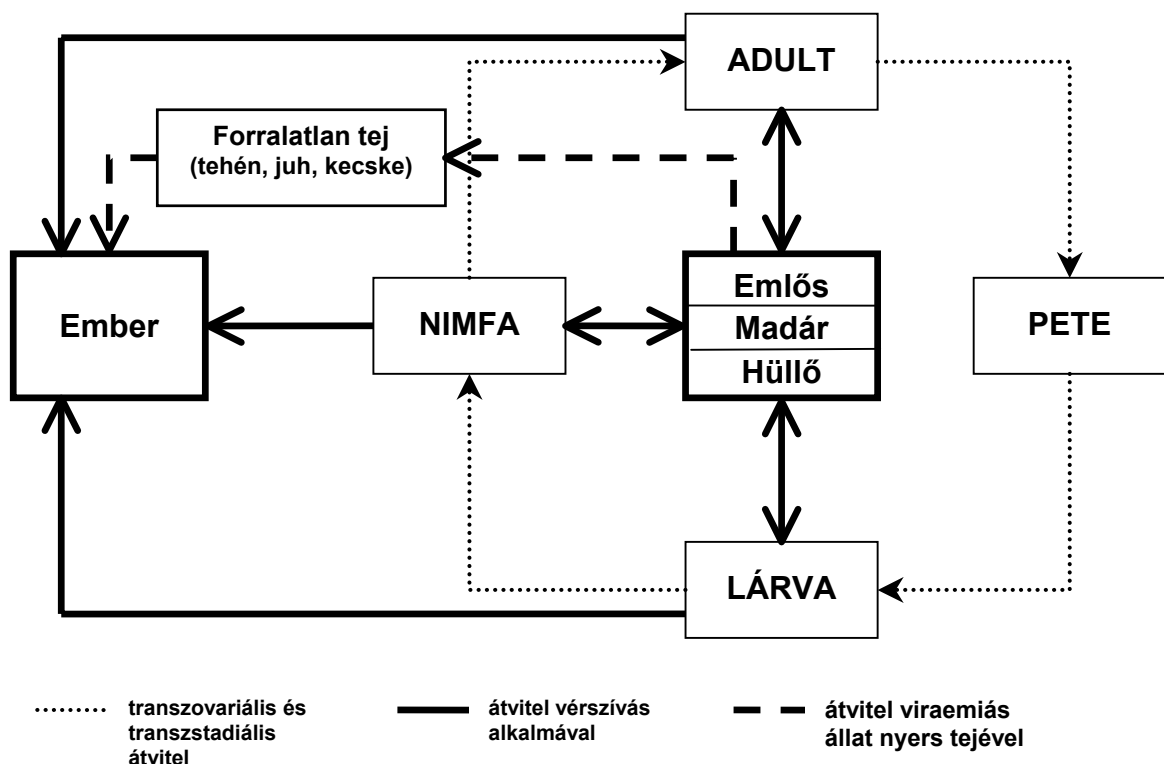 ADULT
Forralatlan tej
(tehén, juh, kecske)
Ember
NIMFA
Emlős
Madár
Hüllő
PETE
LÁRVA
transzovariális és
transzstadiális
átvitel
átvitel vérszívás
alkalmával
átvitel viraemiás
állat nyers tejével